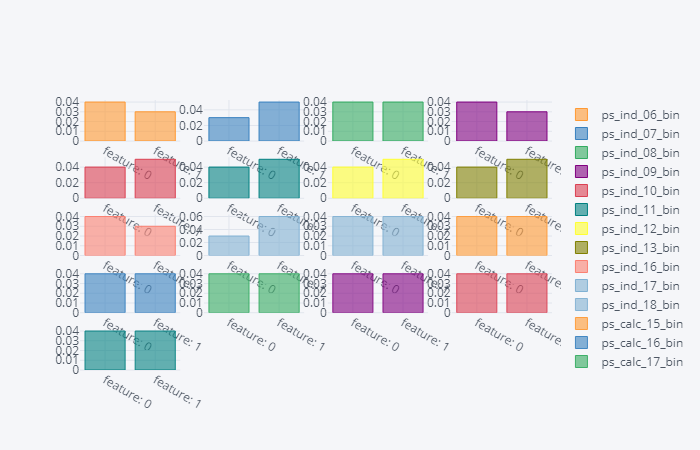 0.04 0.04 0.04 0.04
0.03 0.03 0.03
0.02 0.02 0.02 0.02
0.01 0.01 0.01
0 0 0 0
feature: 0 feature: 0 feature: 0 feature: 0
0.04 0.04 0.04 0.04
0.02 0.02 0.02 0.02
0 0 0 0
feature: 0 feature: 0 feature: 0 feature: 0
0.04 0.06 0.04 0.04
0.03 0.04 0.03 0.03
0.02 0.02 0.02 0.02
0.01 0.01 0.01
0 0 0 0
feature: 0 feature: 0 feature: 0 feature: 0
0.04 0.04 0.04 0.04
0.03 0.03 0.03 0.03
0.02 0.02 0.02 0.02
0.01 0.01 0.01 0.01
0 0 0 0
feature: 0 feature: 1 feature: 0 feature: 1 feature: 0 feature: 0
0.04
0.03
0.02
0.01
0
feature: 0 feature: 1
ps_ind_06_bin
ps_ind_07_bin
ps_ind_08_bin
ps_ind_09_bin
ps_ind_10_bin
ps_ind_11_bin
ps_ind_12_bin
ps_ind_13_bin
ps_ind_16_bin
ps_ind_17_bin
ps_ind_18_bin
ps_calc_15_bin
ps_calc_16_bin
ps_calc_17_bin